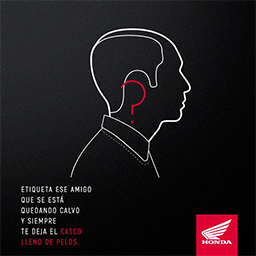 ?
ETIQUETA ESE AMIGO
QUE SE ESTÁ
QUEDANDO CALVO
Y SIEMPRE
TE DEJA EL CASCO
LLENO DE PELOS.
HONDA